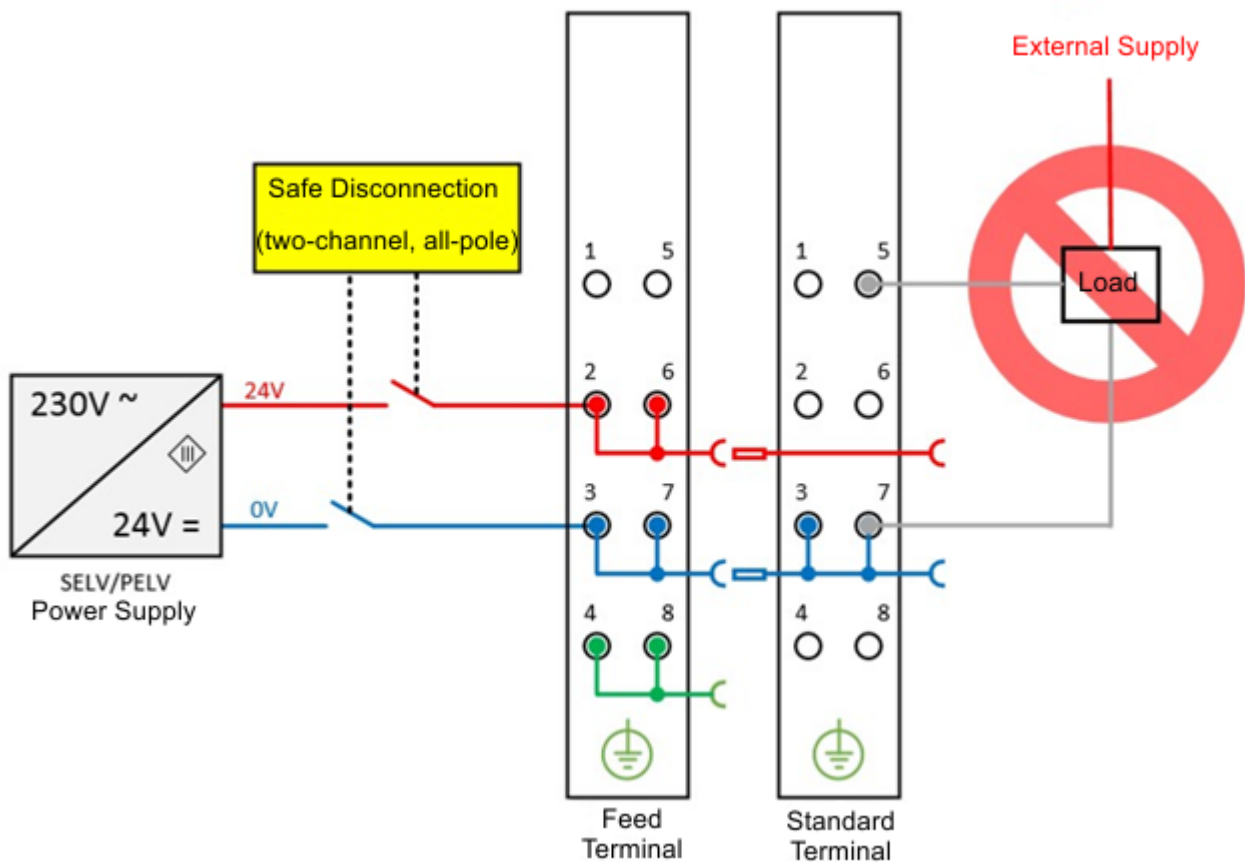 External Supply
Safe Disconnection
(two-channel, all-pole)
1 5
1 5
Load
230V ~
24V
2 6
2 6
III
24V =
0V
3 7
3 7
SELV/PELV
Power Supply
4 8
4 8
Feed
Terminal
Standard
Terminal